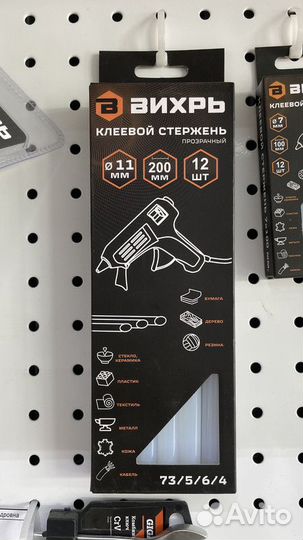 ВИХРЬ
КЛЕЕВОЙ СТЕРЖЕНЬ
ПРОЗРАЧНЫЙ
Ø 11 ММ
200 ММ
12 ШТ
БУМАГА
ДЕРЕВО
РЕЗИНА
СТЕКЛО, КЕРАМИКА
ПЛАСТИК
ТЕКСТИЛЬ
МЕТАЛЛ
КОЖА
КАБЕЛЬ
73/5/6/4
КЛЕЕВОЙ
Ø 7 ММ
100 ММ
12 ШТ
CrV
Avito